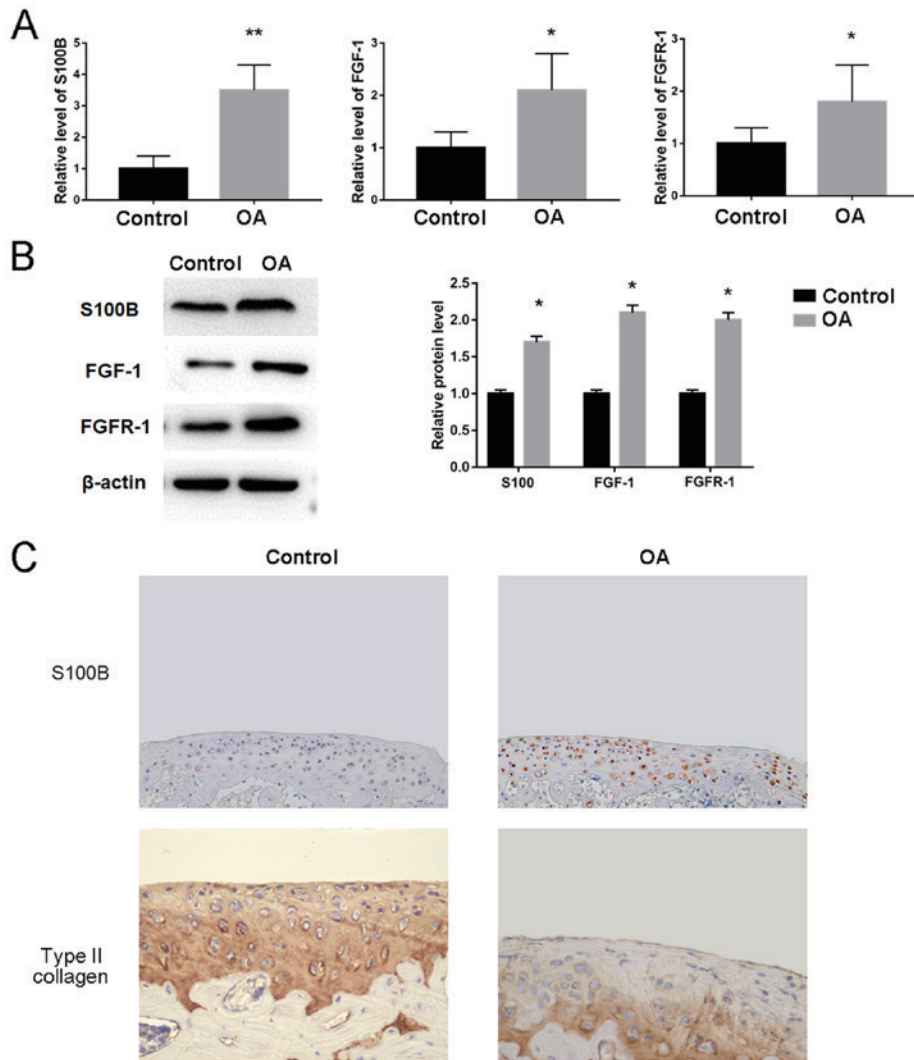 A
Relative level of S100B
5
4
3
2
1
0
**
Control
OA
Relative level of FGF-1
3
2
1
0
*
Control
OA
Relative level of FGFR-1
3
2
1
0
*
Control
OA
B
Control OA
S100B
FGF-1
FGFR-1
β-actin
Relative protein level
2.5
2.0
1.5
1.0
0.5
0.0
*
*
*
S100 FGF-1 FGFR-1
Control
OA
C
Control OA
S100B
Type II
collagen